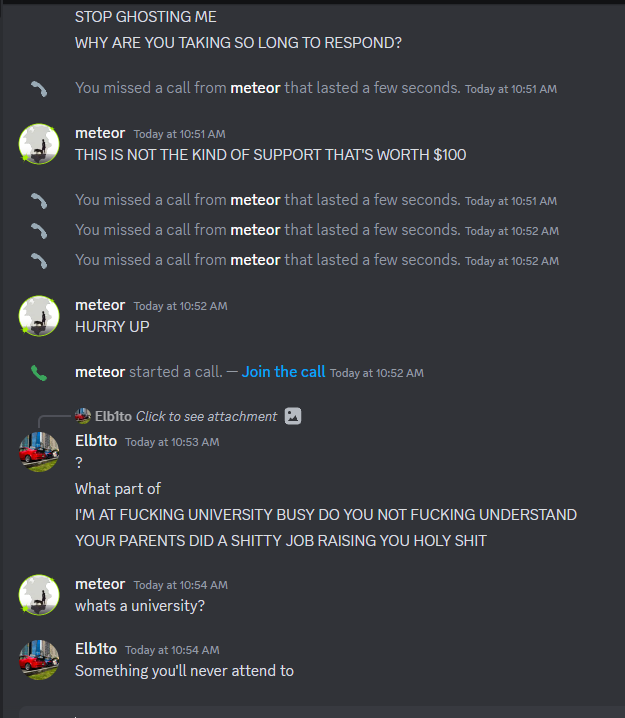 STOP GHOSTING ME
WHY ARE YOU TAKING SO LONG TO RESPOND?
You missed a call from meteor that lasted a few seconds. Today at 10:51 AM
meteor Today at 10:51 AM
THIS IS NOT THE KIND OF SUPPORT THAT'S WORTH $100
You missed a call from meteor that lasted a few seconds. Today at 10:51 AM
You missed a call from meteor that lasted a few seconds. Today at 10:52 AM
You missed a call from meteor that lasted a few seconds. Today at 10:52 AM
meteor Today at 10:52 AM
HURRY UP
meteor started a call. — Join the call Today at 10:52 AM
Elb1to Click to see attachment
Elb1to Today at 10:53 AM
?
What part of
I'M AT FUCKING UNIVERSITY BUSY DO YOU NOT FUCKING UNDERSTAND
YOUR PARENTS DID A SHITTY JOB RAISING YOU HOLY SHIT
meteor Today at 10:54 AM
whats a university?
Elb1to Today at 10:54 AM
Something you'll never attend to